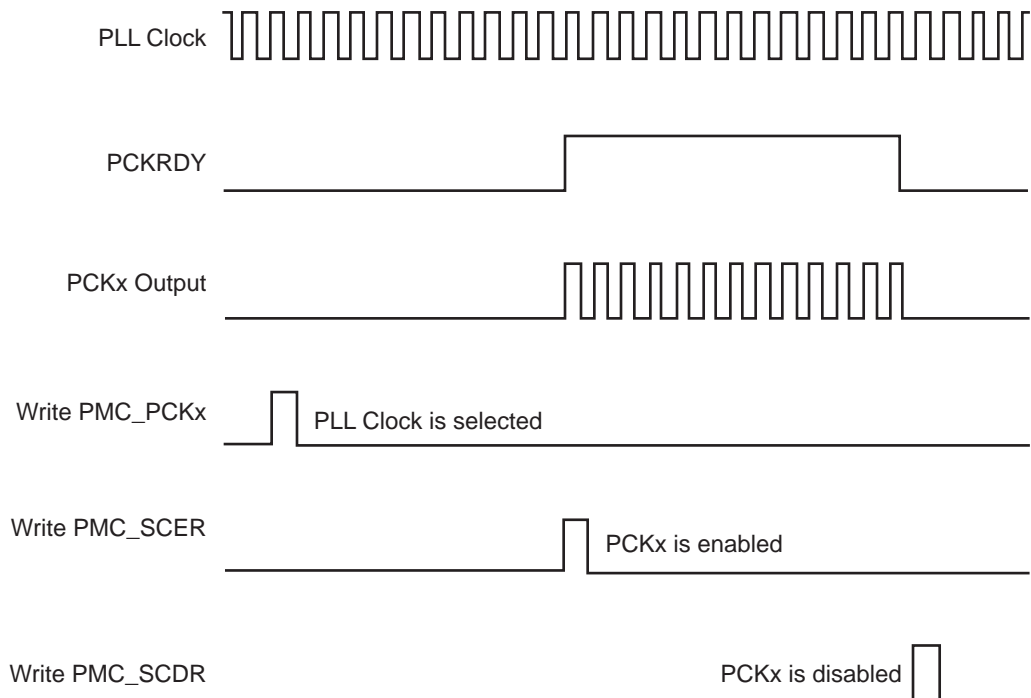 PLL Clock
PCKRDY
PCKx Output
Write PMC_PCKx
PLL Clock is selected
Write PMC_SCER
PCKx is enabled
Write PMC_SCDR
PCKx is disabled